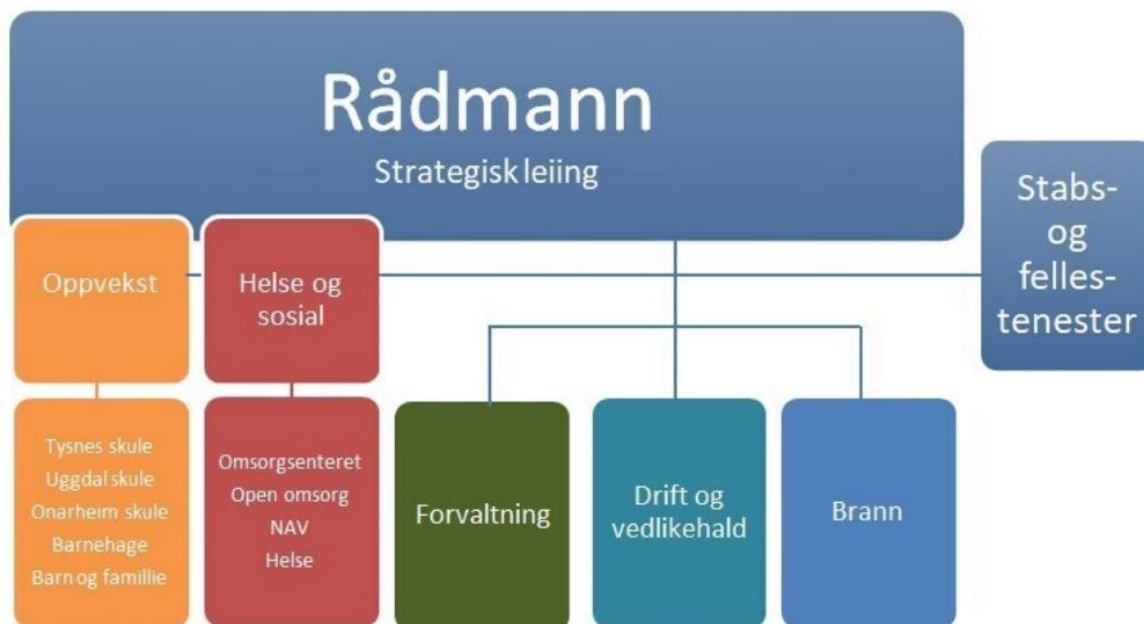 Rådmann
Strategisk leiing
Stabs-
og
felles-
tenester
Oppvekst
Helse og
sosial
Tysnes skule
Uggdal skule
Onarheim skule
Barnehage
Barn og famillie
Omsorgsenteret
Open omsorg
NAV
Helse
Forvaltning
Drift og
vedlikehald
Brann